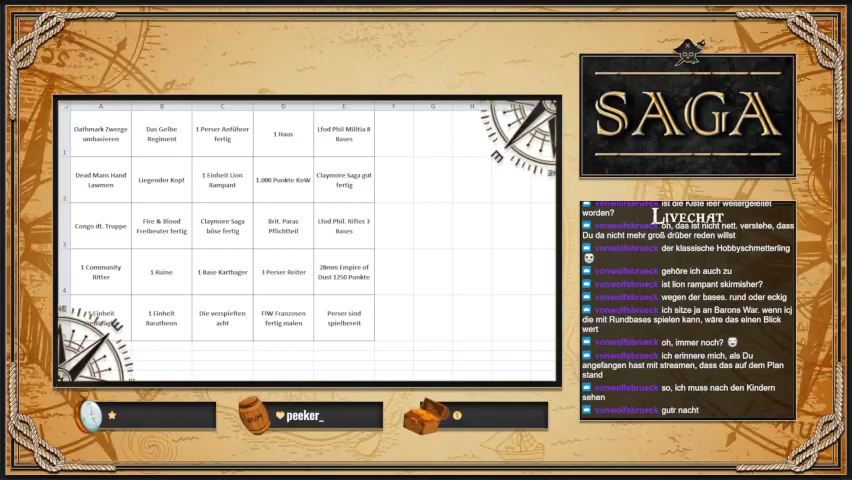 A B C D E F G H
Oathmark Zwerge umbasieren
Das Gelbe Regiment
1 Perser Anführer fertig
1 Haus
Lfod Phil Militia 8 Bases
1
Dead Mans Hand Lawmen
Liegender Kopf
1 Einheit Lion Rampant
1.000 Punkte KoW
Claymore Saga gut fertig
2
Congo dt. Truppe
Fire & Blood Freibeuter fertig
Claymore Saga böse fertig
Brit. Paras Pflichtteil
Lfod Phil. Rifles 3 Bases
3
1 Community Ritter
1 Ruine
1 Base Karthager
3 Perser Reiter
28mm Empire of Dust 1250 Punkte
4
1 Einheit
1 Einheit Baratheon
Die verspielten acht
FIW Franzosen fertig malen
Perser sind spielbereit
SAGA
LIVECHAT
vonwolfsbrueck ist die Kiste leer weitergeleitet
worden?
vonwolfsbrueck oh, das ist nicht nett. verstehe, dass
Du da nicht mehr groß drüber reden willst
vonwolfsbrueck der klassische Hobbyschmetterling
vonwolfsbrueck gehöre ich auch zu
vonwolfsbrueck ist lion rampant skirmisher?
vonwolfsbrueck wegen der bases. rund oder eckig
vonwolfsbrueck ich sitze ja an Barons War. wenn icj
die mit Rundbases spielen kann, wäre das einen Blick
wert
vonwolfsbrueck oh, immer noch?
vonwolfsbrueck ich erinnere mich, als Du
angefangen hast mit streamen, dass das auf dem Plan
stand
vonwolfsbrueck so, ich muss nach den Kindern
sehen
vonwolfsbrueck gutr nacht
RUM
peeker_